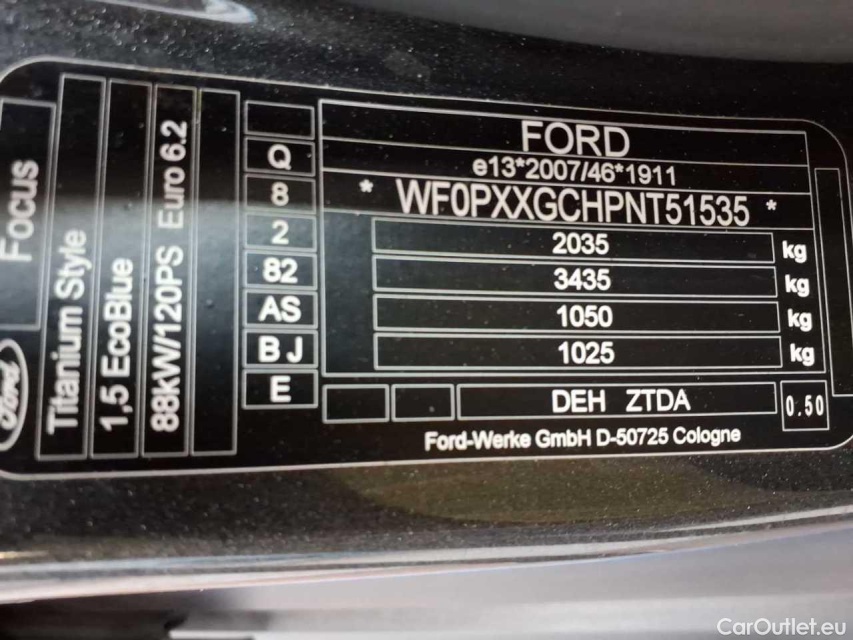 Focus
Ford
Titanium Style
1,5 EcoBlue
88kW/120PS Euro 6.2
Q
8
2
82
AS
BJ
E
FORD
e13*2007/46*1911
* WF0PXXGCHPNT51535 *
2035 kg
3435 kg
1050 kg
1025 kg
DEH ZTDA 0.50
Ford-Werke GmbH D-50725 Cologne
CarOutlet.eu